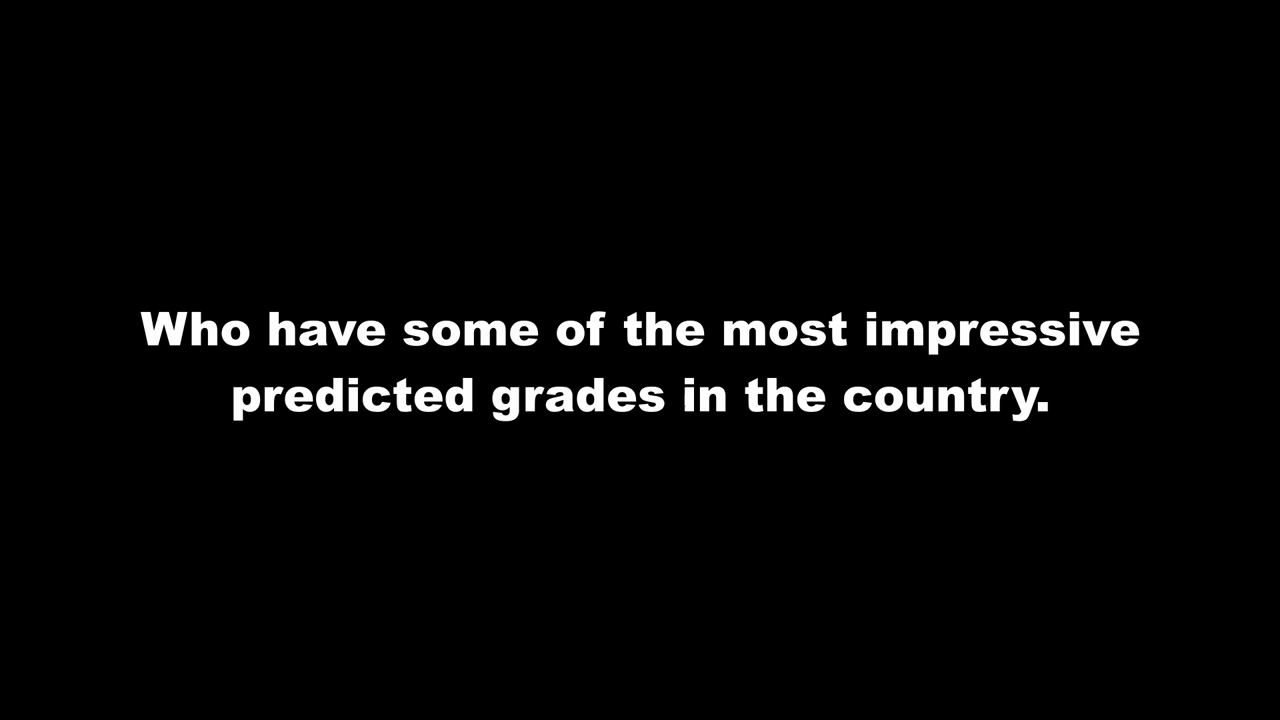 Who have some of the most impressive
predicted grades in the country.